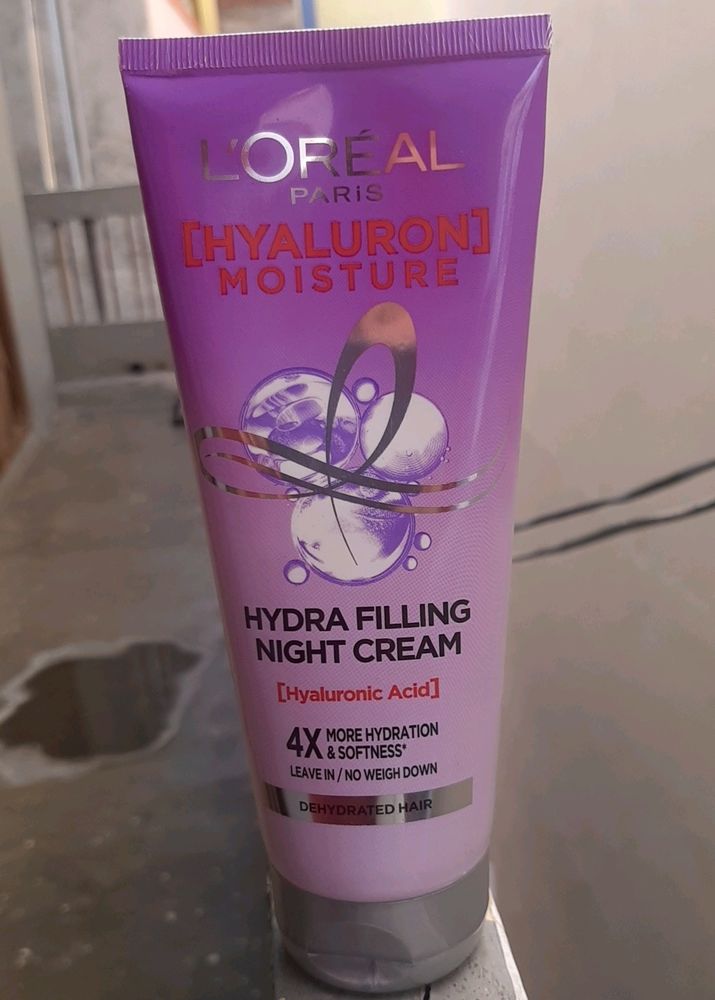 L'ORÉAL
PARiS
[HYALURON]
MOISTURE
HYDRA FILLING
NIGHT CREAM
[Hyaluronic Acid]
4X MORE HYDRATION
& SOFTNESS*
LEAVE IN / NO WEIGH DOWN
DEHYDRATED HAIR